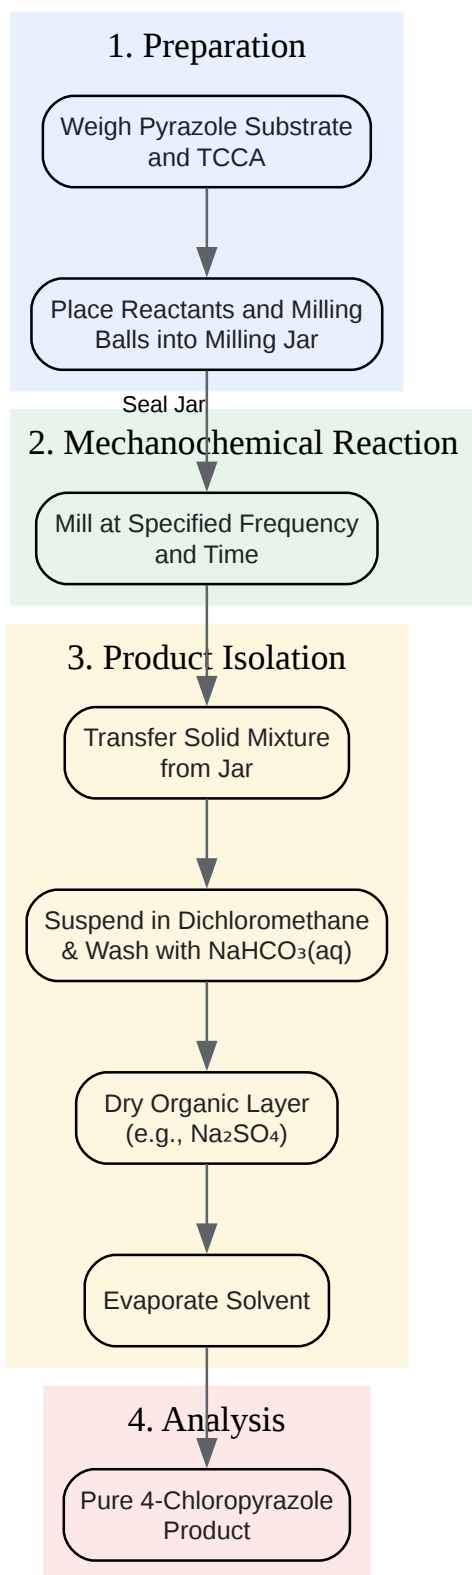 1. Preparation
Weigh Pyrazole Substrate
and TCCA
Place Reactants and Milling
Balls into Milling Jar
Seal Jar
2. Mechanochemical Reaction
Mill at Specified Frequency
and Time
3. Product Isolation
Transfer Solid Mixture
from Jar
Suspend in Dichloromethane
& Wash with NaHCO₃(aq)
Dry Organic Layer
(e.g., Na₂SO₄)
Evaporate Solvent
4. Analysis
Pure 4-Chloropyrazole
Product